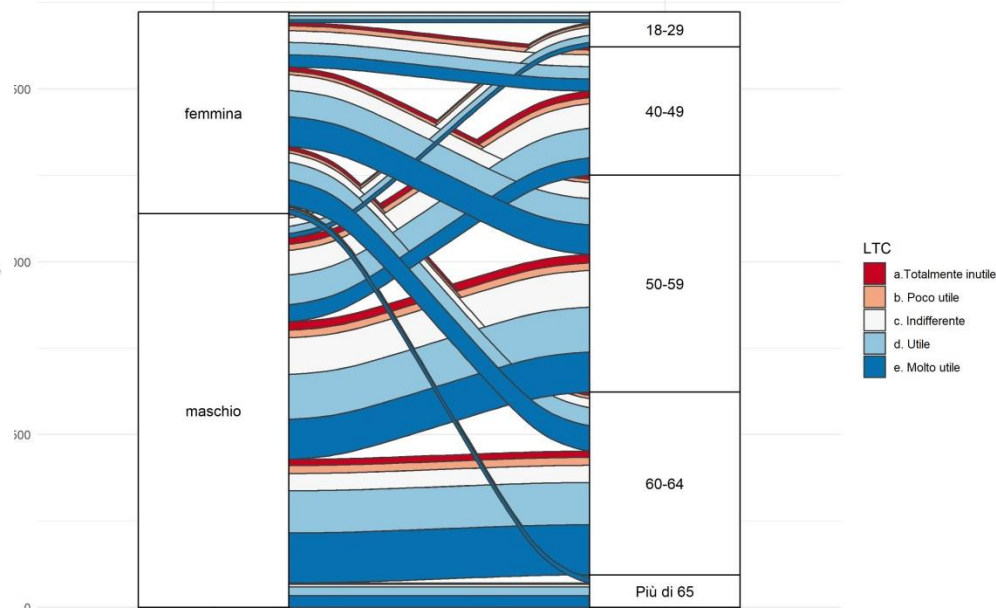 18-29
femmina
40-49
500
000
50-59
LTC
a.Totalmente inutile
b. Poco utile
c. Indifferente
d. Utile
e. Molto utile
maschio
500
60-64
Più di 65
0